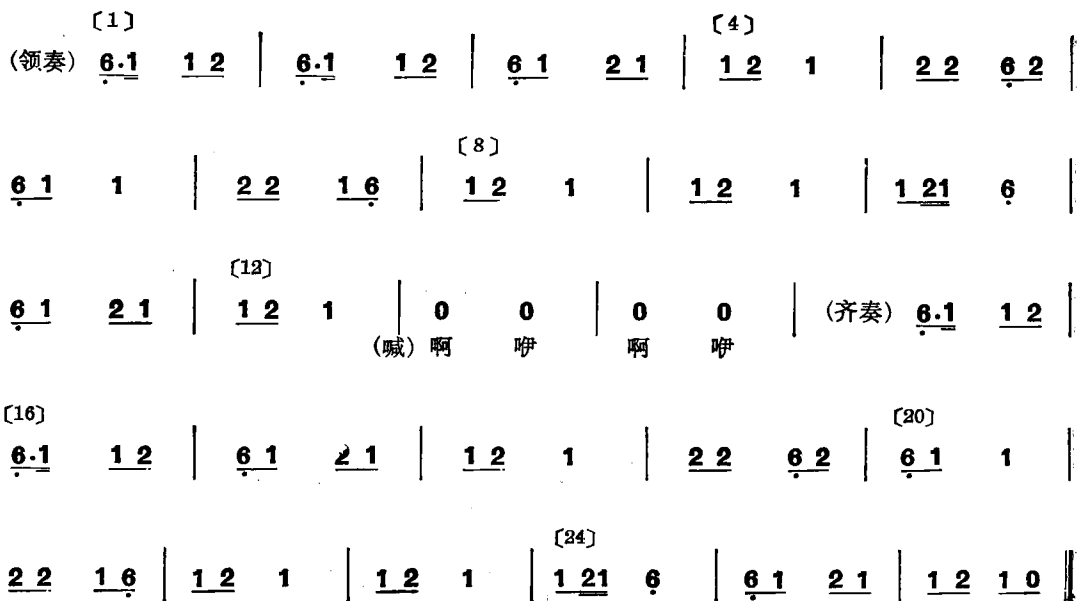 〔1〕 〔4〕
(领奏) 6·1 1 2 | 6·1 1 2 | 6 1 2 1 | 1 2 1 | 2 2 6 2 |
〔8〕
6 1 1 | 2 2 1 6 | 1 2 1 | 1 2 1 | 1 21 6 |
〔12〕
6 1 2 1 | 1 2 1 | 0 0 | 0 0 | (齐奏) 6·1 1 2 |
(喊) 啊 咿 啊 咿
〔16〕 〔20〕
6·1 1 2 | 6 1 2 1 | 1 2 1 | 2 2 6 2 | 6 1 1 |
〔24〕
2 2 1 6 | 1 2 1 | 1 2 1 | 1 21 6 | 6 1 2 1 | 1 2 1 0 ‖